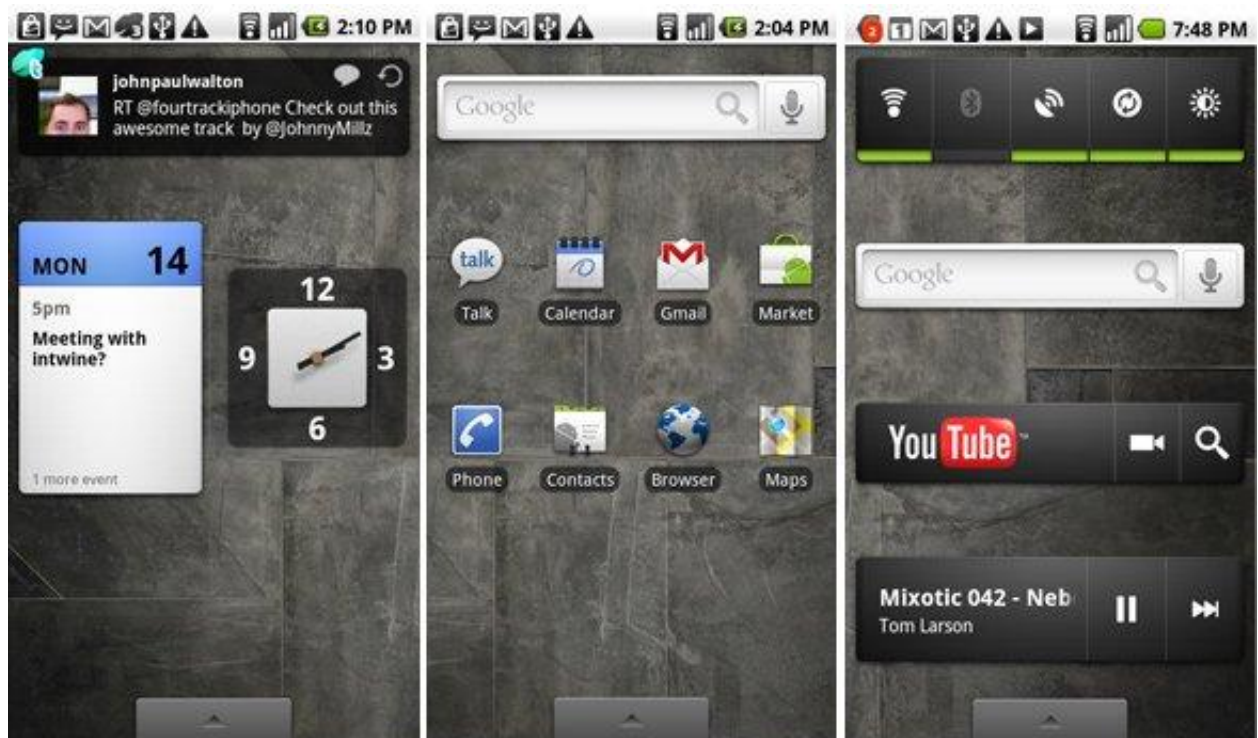 3
2:10 PM
johnpaulwalton
RT @fourtrackiphone Check out this
awesome track by @JohnnyMillz
MON 14
5pm
Meeting with
intwine?
1 more event
12
9 3
6
2:04 PM
Google
talk
Talk Calendar Gmail Market
Phone Contacts Browser Maps
2 1
7:48 PM
Google
YouTube
Mixotic 042 - Neb
Tom Larson